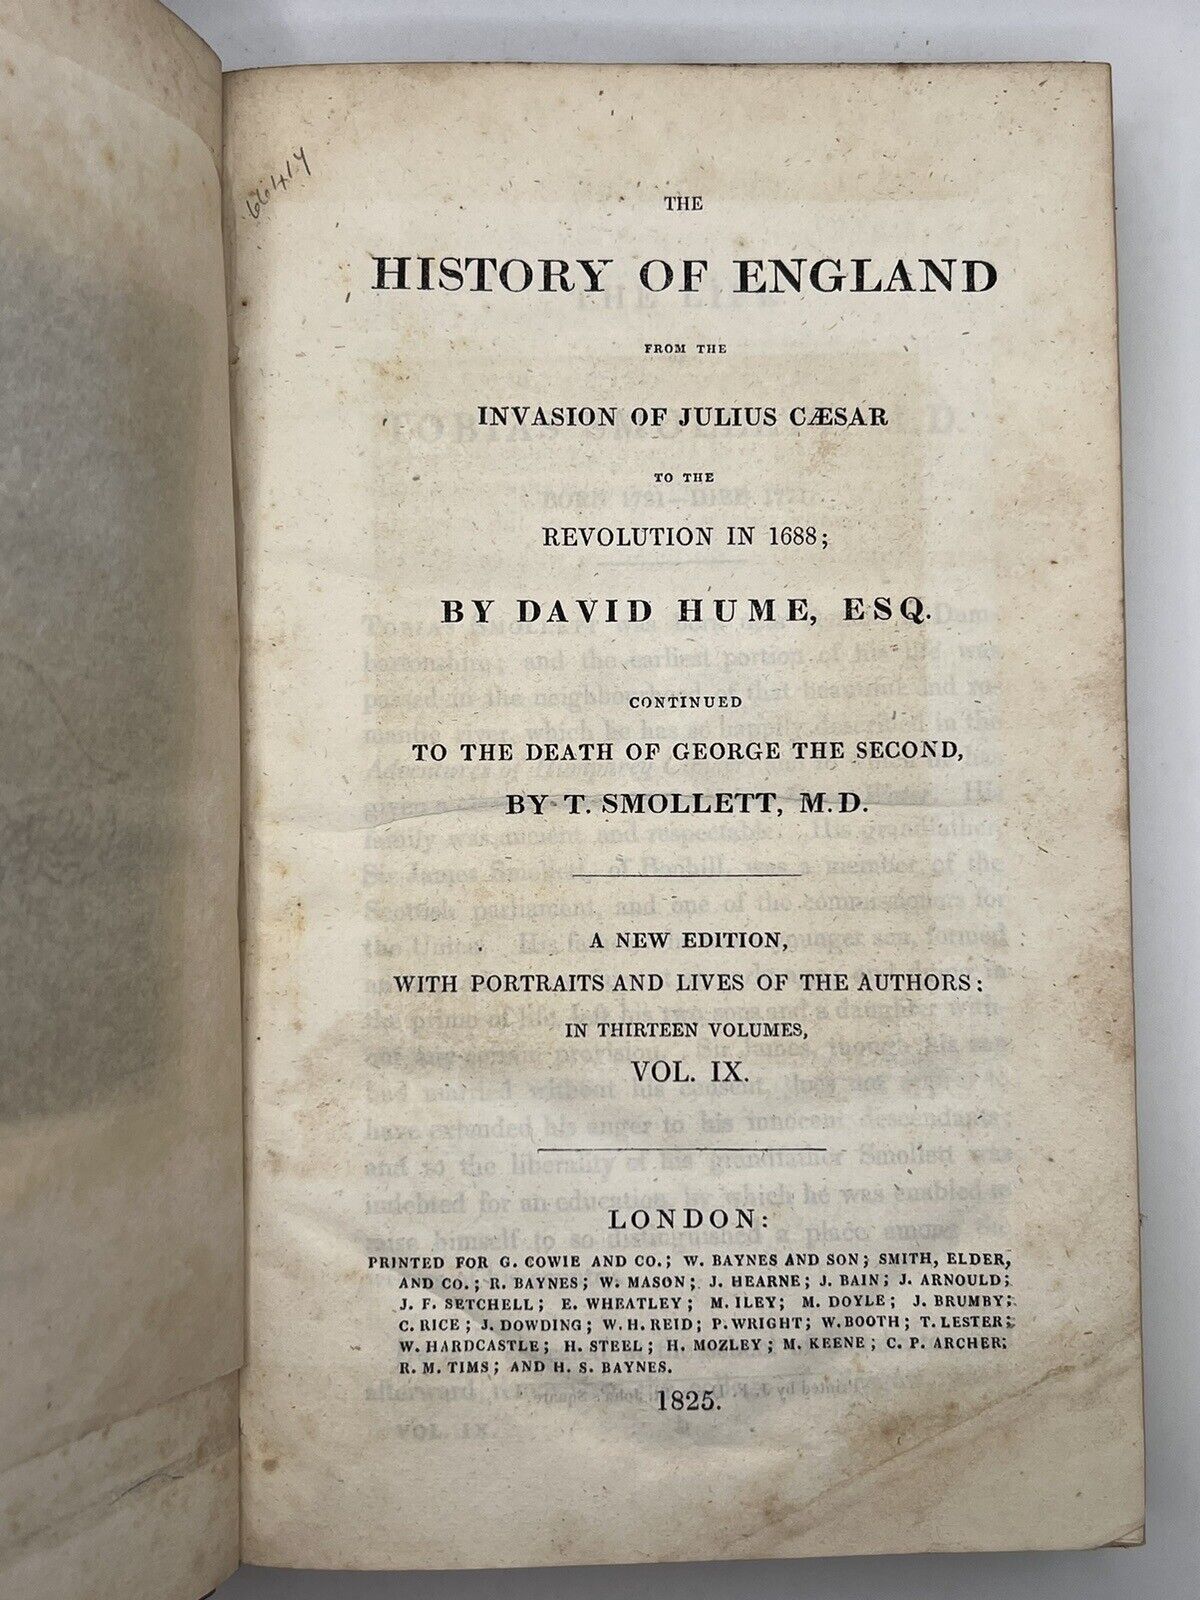 66414
THE
HISTORY OF ENGLAND
FROM THE
INVASION OF JULIUS CÆSAR
TO THE
REVOLUTION IN 1688;
BY DAVID HUME, ESQ.
CONTINUED
TO THE DEATH OF GEORGE THE SECOND,
BY T. SMOLLETT, M.D.
A NEW EDITION,
WITH PORTRAITS AND LIVES OF THE AUTHORS:
IN THIRTEEN VOLUMES,
VOL. IX.
LONDON:
PRINTED FOR G. COWIE AND CO.; W. BAYNES AND SON; SMITH, ELDER,
AND CO.; R. BAYNES; W. MASON; J. HEARNE; J. BAIN; J. ARNOULD;
J. F. SETCHELL; E. WHEATLEY; M. ILEY; M. DOYLE; J. BRUMBY;
C. RICE; J. DOWDING; W. H. REID; P. WRIGHT; W. BOOTH; T. LESTER;
W. HARDCASTLE; H. STEEL; H. MOZLEY; M. KEENE; C. P. ARCHER;
R. M. TIMS; AND H. S. BAYNES.
1825.